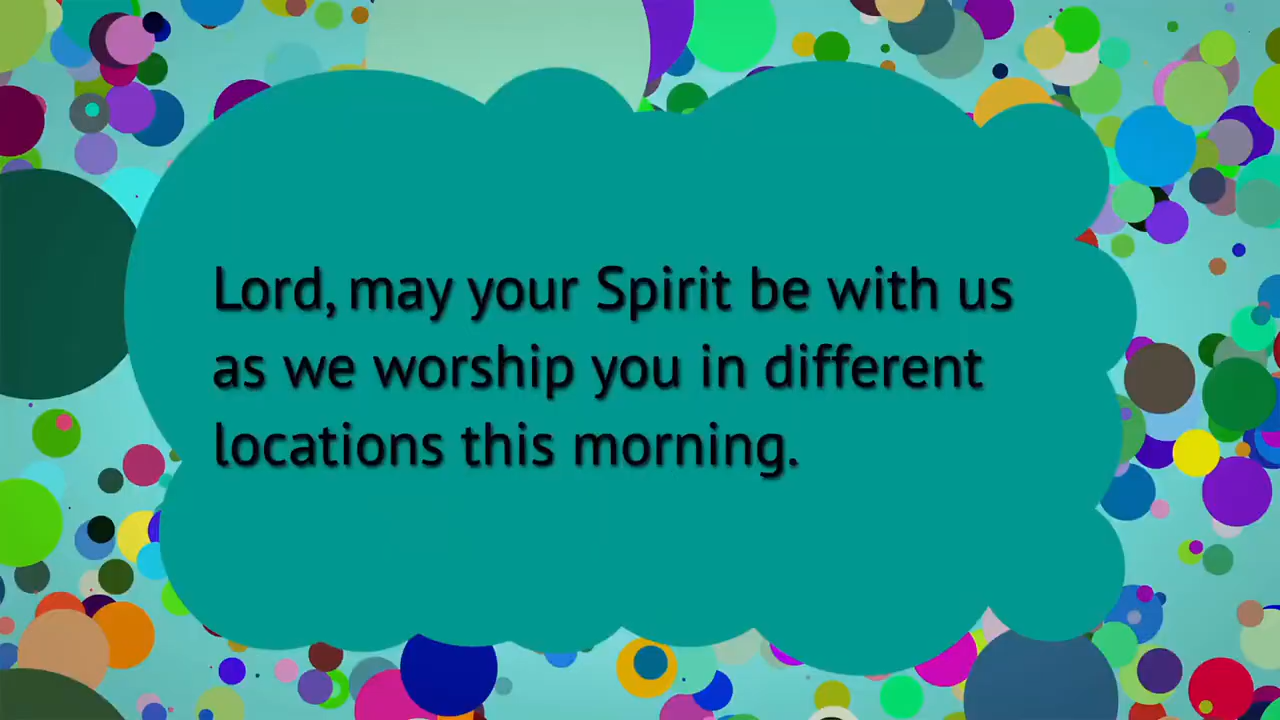 Lord, may your Spirit be with us
as we worship you in different
locations this morning.